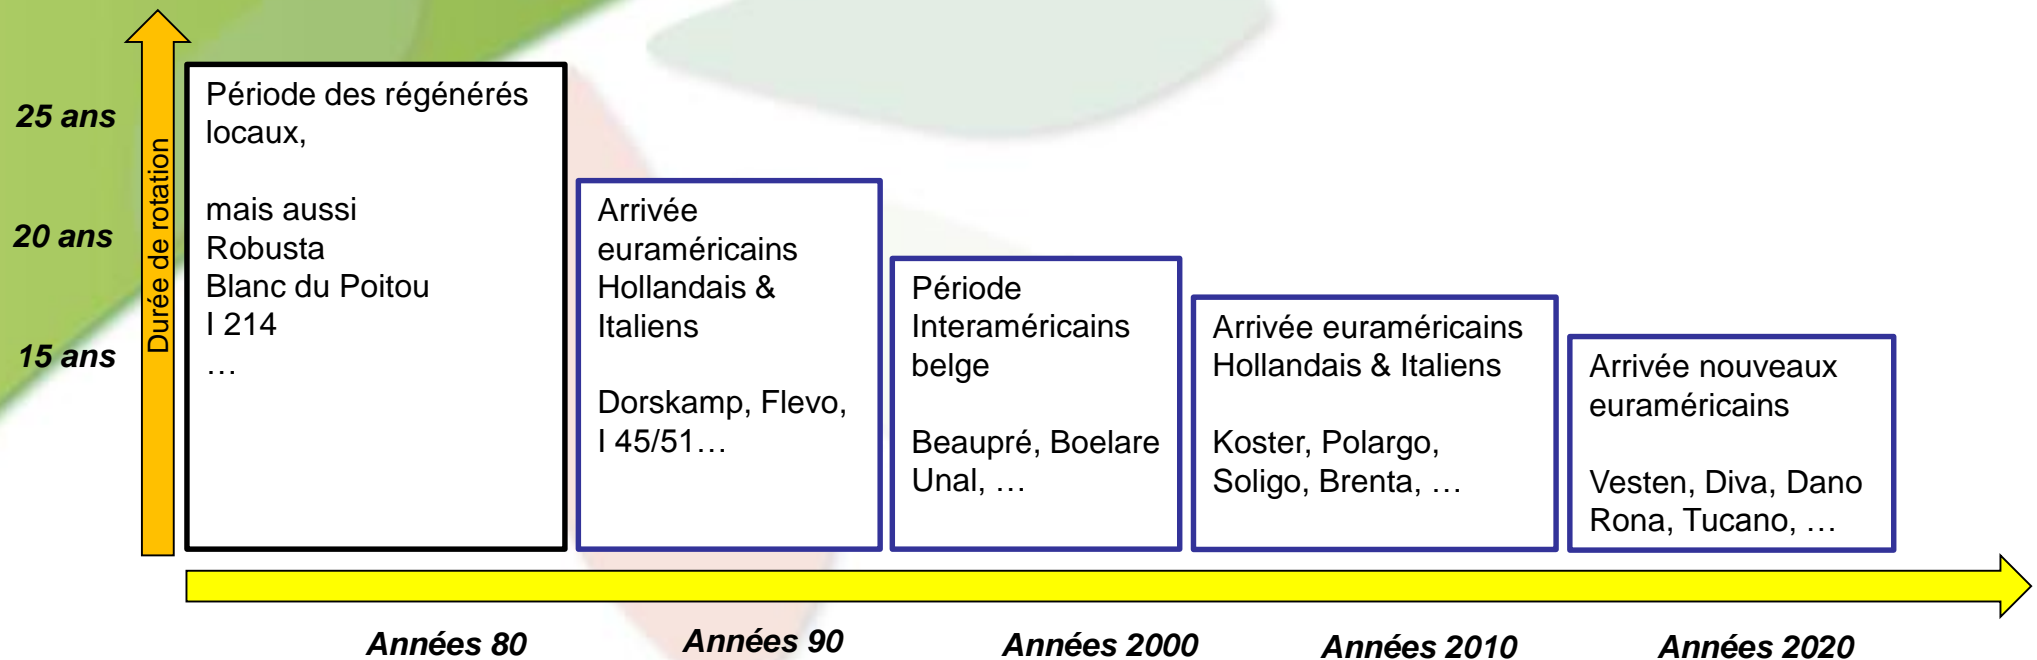 25 ans
20 ans
15 ans
Durée de rotation
Période des régénérés
locaux,
mais aussi
Robusta
Blanc du Poitou
I 214
…
Arrivée
euraméricains
Hollandais &
Italiens
Dorskamp, Flevo,
I 45/51…
Période
Interaméricains
belge
Beaupré, Boelare
Unal, …
Arrivée euraméricains
Hollandais & Italiens
Koster, Polargo,
Soligo, Brenta, …
Arrivée nouveaux
euraméricains
Vesten, Diva, Dano
Rona, Tucano, …
Années 80
Années 90
Années 2000
Années 2010
Années 2020